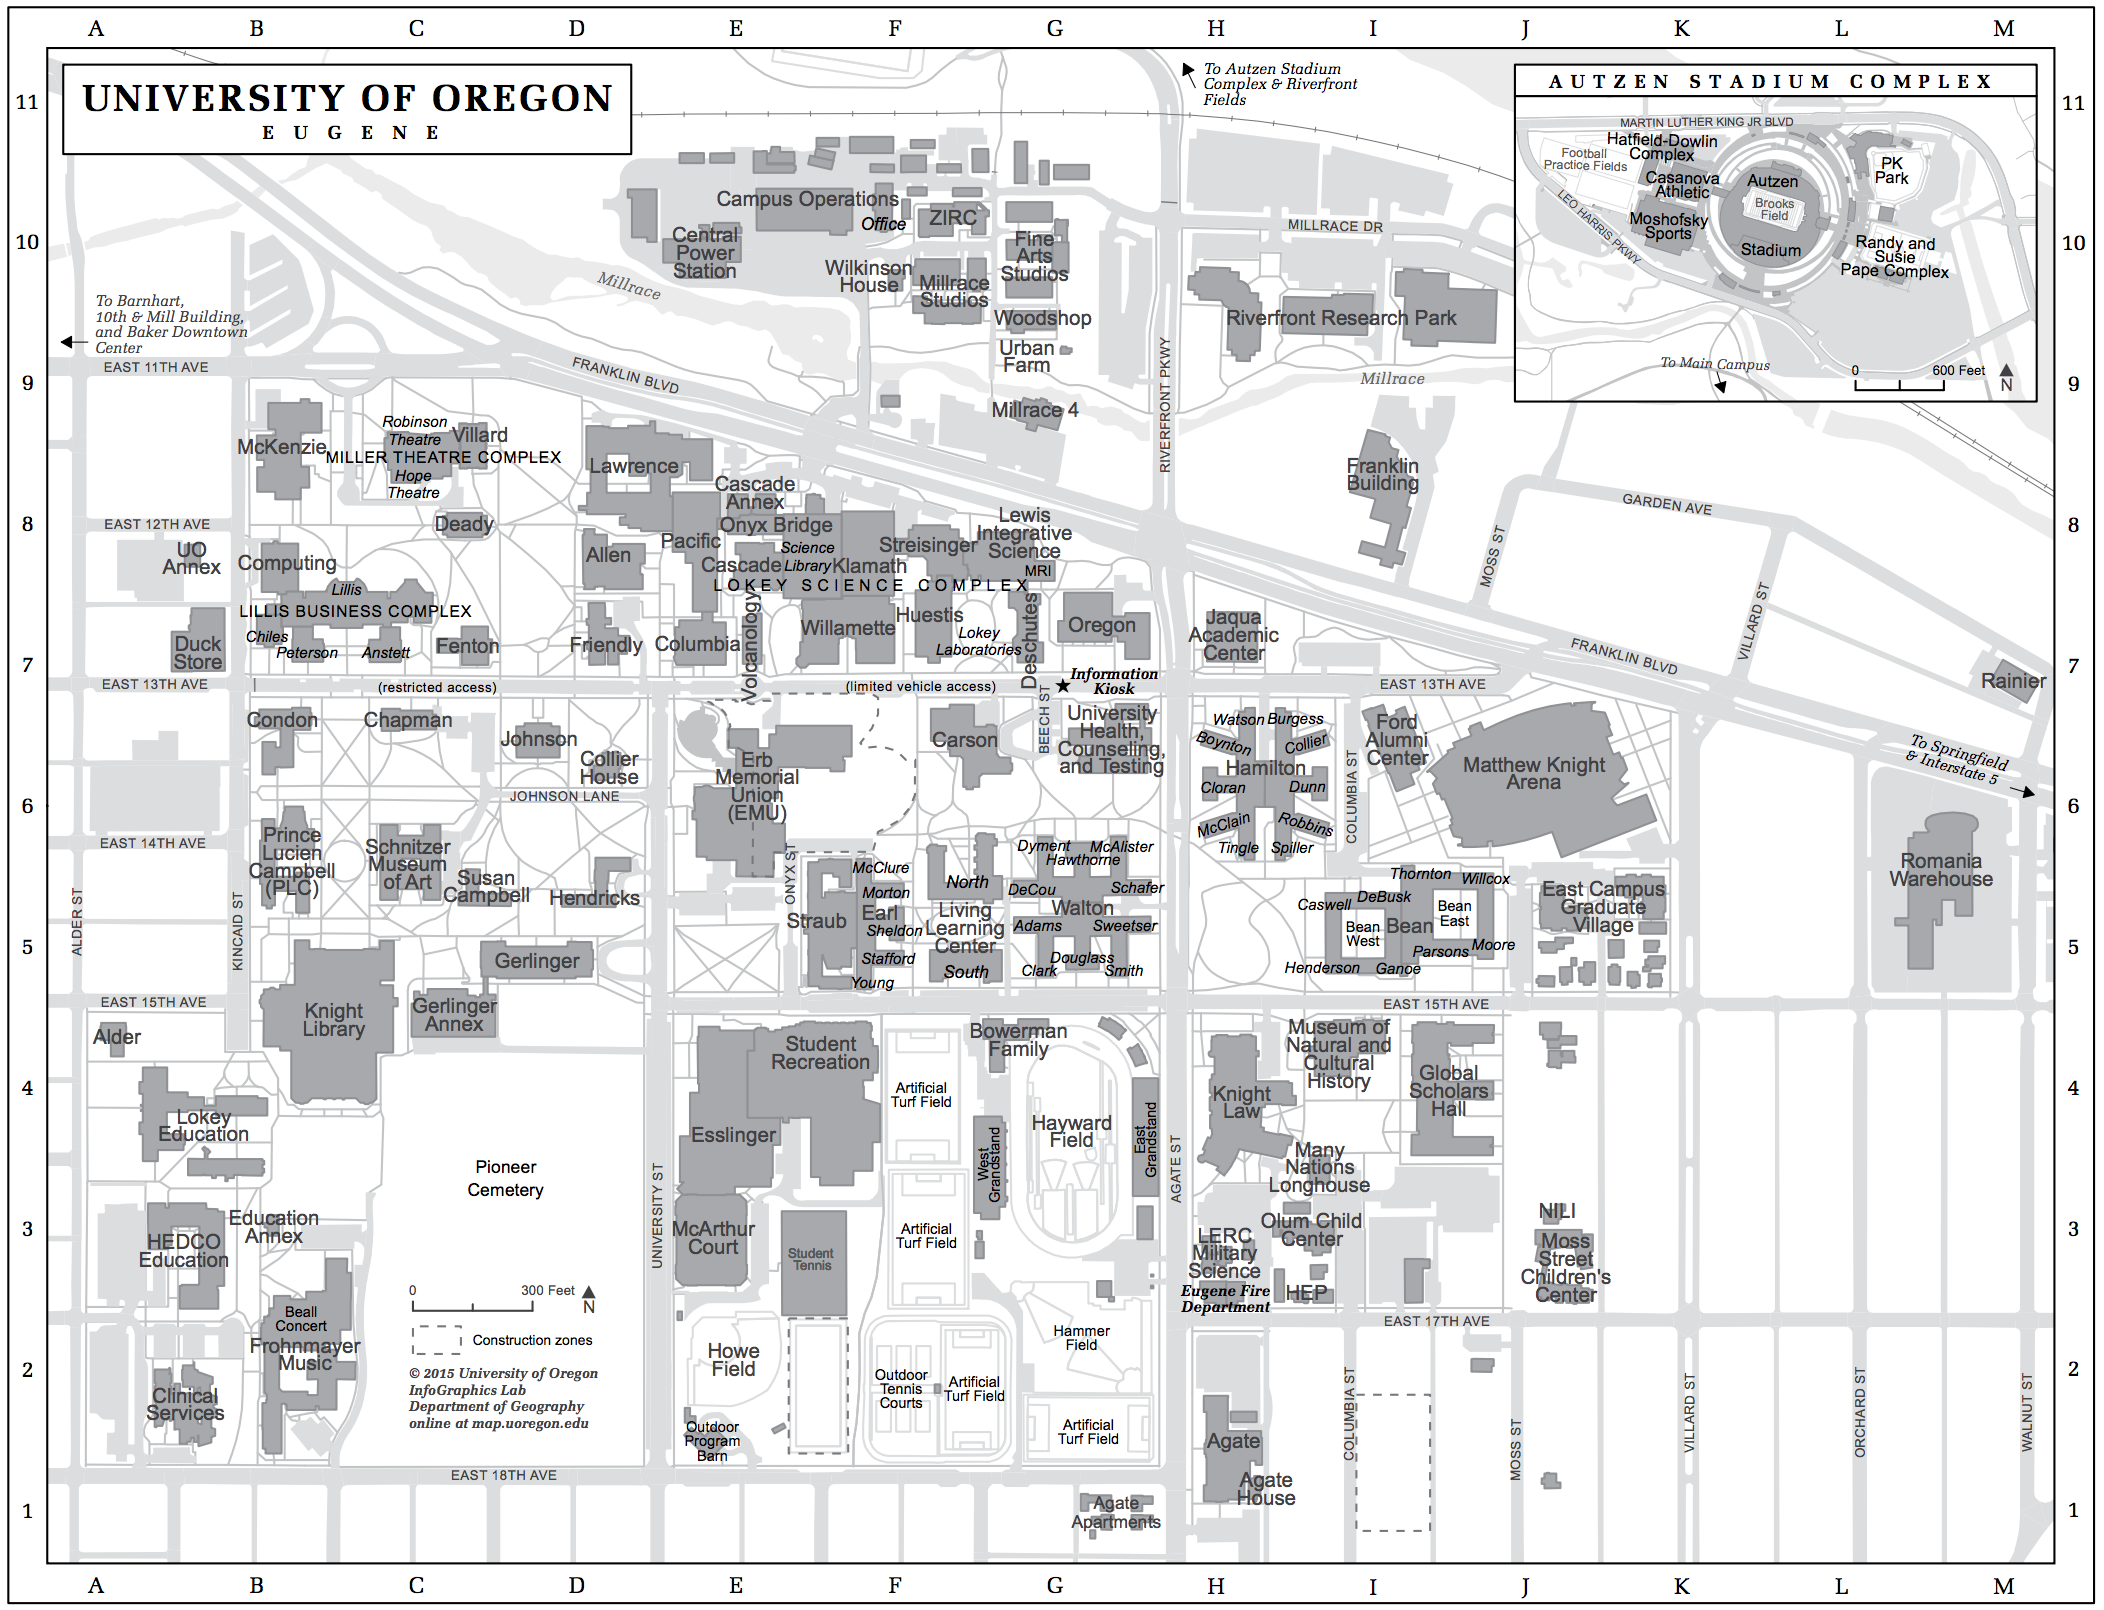 A B C D E F G H I J K L M
11
10
9
8
7
6
5
4
3
2
1
UNIVERSITY OF OREGON
EUGENE
To Autzen Stadium
Complex & Riverfront
Fields
AUTZEN STADIUM COMPLEX
MARTIN LUTHER KING JR BLVD
Hatfield-Dowlin
Complex
Football
Practice Fields
Casanova
Athletic
LEO HARRIS PKWY
Moshofsky
Sports
Autzen
Brooks
Field
Stadium
PK
Park
Randy and
Susie
Pape Complex
To Main Campus
0 600 Feet
N
Campus Operations
Office
ZIRC
Central
Power
Station
Fine
Arts
Studios
Wilkinson
House
Millrace
Studios
Woodshop
Urban
Farm
Millrace
MILLRACE DR
Riverfront Research Park
Millrace
RIVERFRONT PKWY
To Barnhart,
10th & Mill Building,
and Baker Downtown
Center
EAST 11TH AVE
FRANKLIN BLVD
Millrace 4
McKenzie
Robinson
Theatre
Villard
MILLER THEATRE COMPLEX
Hope
Theatre
Lawrence
Cascade
Annex
Franklin
Building
GARDEN AVE
EAST 12TH AVE
Deady
Onyx Bridge
Lewis
Integrative
Science
UO
Annex
Computing
Allen
Pacific
Science
Library
Cascade
Klamath
Streisinger
MRI
LOKEY SCIENCE COMPLEX
MOSS ST
VILLARD ST
Lillis
LILLIS BUSINESS COMPLEX
Chiles
Peterson
Anstett
Fenton
Duck
Store
Friendly
Columbia
Volcanology
Willamette
Huestis
Lokey
Laboratories
Deschutes
Oregon
Jaqua
Academic
Center
FRANKLIN BLVD
Rainier
Information
Kiosk
EAST 13TH AVE
(restricted access)
(limited vehicle access)
EAST 13TH AVE
Condon
Chapman
Johnson
Collier
House
JOHNSON LANE
Erb
Memorial
Union
(EMU)
Carson
BEECH ST
University
Health,
Counseling,
and Testing
Watson
Burgess
Boynton
Collier
Hamilton
Cloran
Dunn
McClain
Robbins
Tingle
Spiller
COLUMBIA ST
Ford
Alumni
Center
Matthew Knight
Arena
To Springfield
& Interstate 5
EAST 14TH AVE
Prince
Lucien
Campbell
(PLC)
Schnitzer
Museum
of Art
Susan
Campbell
Hendricks
ONYX ST
Straub
McClure
Morton
Earl
Sheldon
Stafford
Young
North
Living
Learning
Center
South
Dyment
McAlister
Hawthorne
DeCou
Schafer
Walton
Adams
Sweetser
Douglass
Clark
Smith
Thornton
Willcox
DeBusk
Caswell
Bean
East
Bean
West
Bean
Moore
Parsons
Henderson
Ganoe
East Campus
Graduate
Village
Romania
Warehouse
ALDER ST
KINCAID ST
Gerlinger
EAST 15TH AVE
Knight
Library
Gerlinger
Annex
EAST 15TH AVE
Alder
Student
Recreation
Bowerman
Family
Museum of
Natural and
Cultural
History
Global
Scholars
Hall
Knight
Law
Artificial
Turf Field
Lokey
Education
Esslinger
Hayward
Field
West
Grandstand
East
Grandstand
AGATE ST
Many
Nations
Longhouse
Pioneer
Cemetery
UNIVERSITY ST
Education
Annex
HEDCO
Education
McArthur
Court
Student
Tennis
Artificial
Turf Field
LERC
Military
Science
Olum Child
Center
HEP
Eugene Fire
Department
NILI
Moss
Street
Children's
Center
0 300 Feet
N
Construction zones
© 2015 University of Oregon
InfoGraphics Lab
Department of Geography
online at map.uoregon.edu
Beall
Concert
Frohnmayer
Music
Clinical
Services
Howe
Field
Outdoor
Program
Barn
Outdoor
Tennis
Courts
Artificial
Turf Field
Hammer
Field
Artificial
Turf Field
EAST 17TH AVE
Agate
Agate
House
COLUMBIA ST
MOSS ST
VILLARD ST
ORCHARD ST
WALNUT ST
EAST 18TH AVE
Agate
Apartments
11
10
9
8
7
6
5
4
3
2
1
A B C D E F G H I J K L M